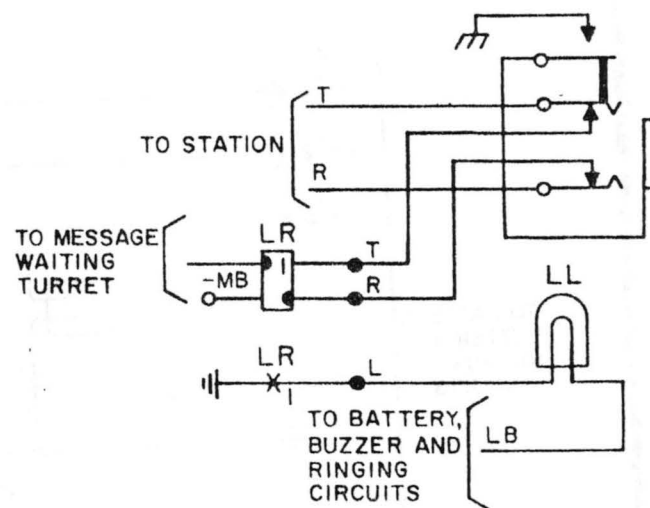 T
TO STATION
R
TO MESSAGE
WAITING
TURRET
LR
1
T
-MB
R
LL
LR
1
L
TO BATTERY,
BUZZER AND
RINGING
CIRCUITS
LB